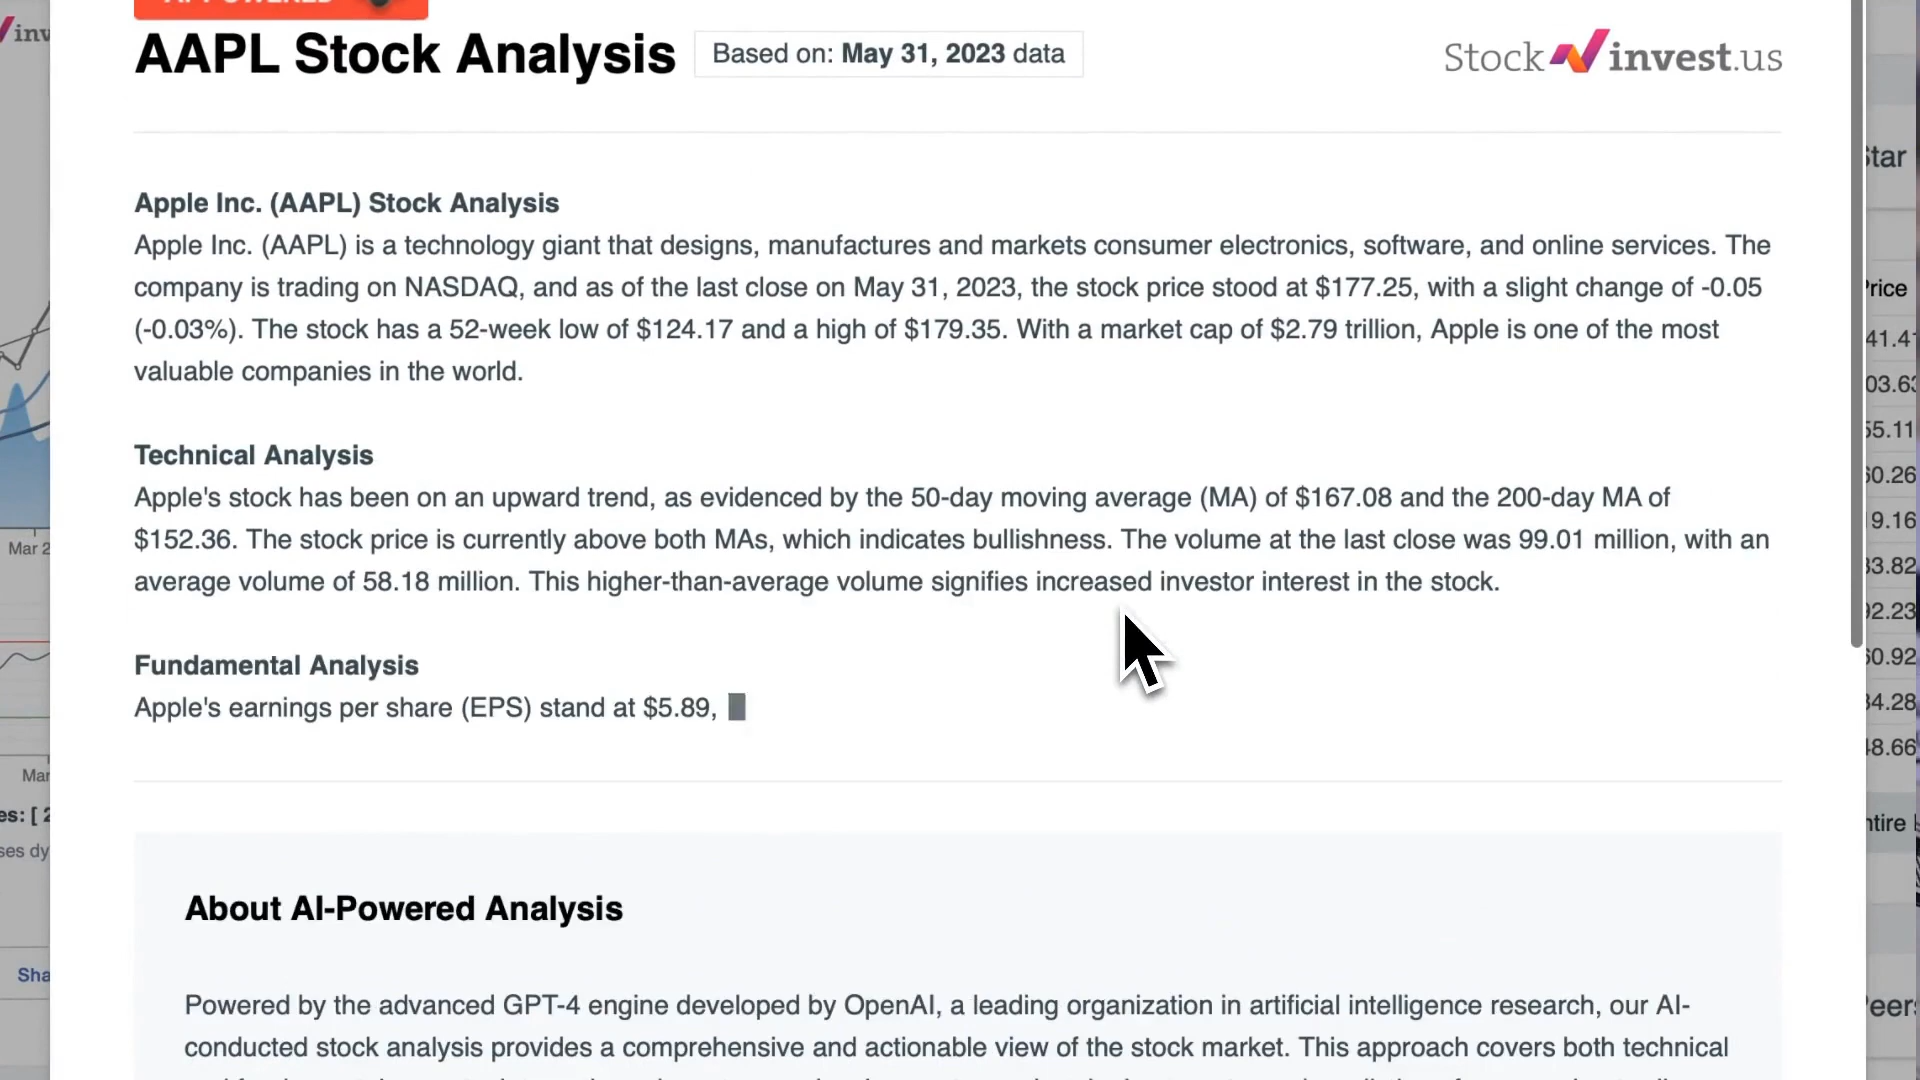 AAPL Stock Analysis
Based on: May 31, 2023 data
Stock invest.us
Apple Inc. (AAPL) Stock Analysis
Apple Inc. (AAPL) is a technology giant that designs, manufactures and markets consumer electronics, software, and online services. The
company is trading on NASDAQ, and as of the last close on May 31, 2023, the stock price stood at $177.25, with a slight change of -0.05
(-0.03%). The stock has a 52-week low of $124.17 and a high of $179.35. With a market cap of $2.79 trillion, Apple is one of the most
valuable companies in the world.
Technical Analysis
Apple's stock has been on an upward trend, as evidenced by the 50-day moving average (MA) of $167.08 and the 200-day MA of
$152.36. The stock price is currently above both MAs, which indicates bullishness. The volume at the last close was 99.01 million, with an
average volume of 58.18 million. This higher-than-average volume signifies increased investor interest in the stock.
Fundamental Analysis
Apple's earnings per share (EPS) stand at $5.89,
About AI-Powered Analysis
Powered by the advanced GPT-4 engine developed by OpenAI, a leading organization in artificial intelligence research, our AI-
conducted stock analysis provides a comprehensive and actionable view of the stock market. This approach covers both technical